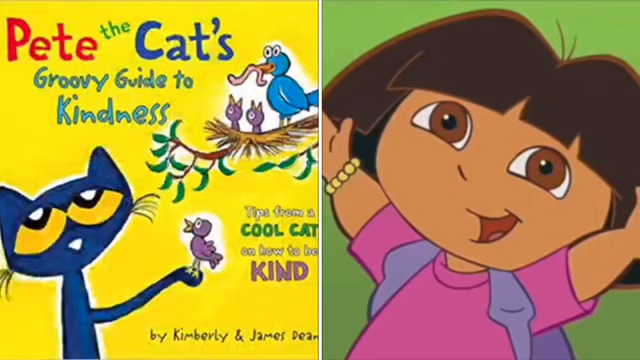 Pete the Cat's
Groovy Guide to
Kindness
Tips from a
COOL CAT
on how to be
KIND
by Kimberly & James Dean